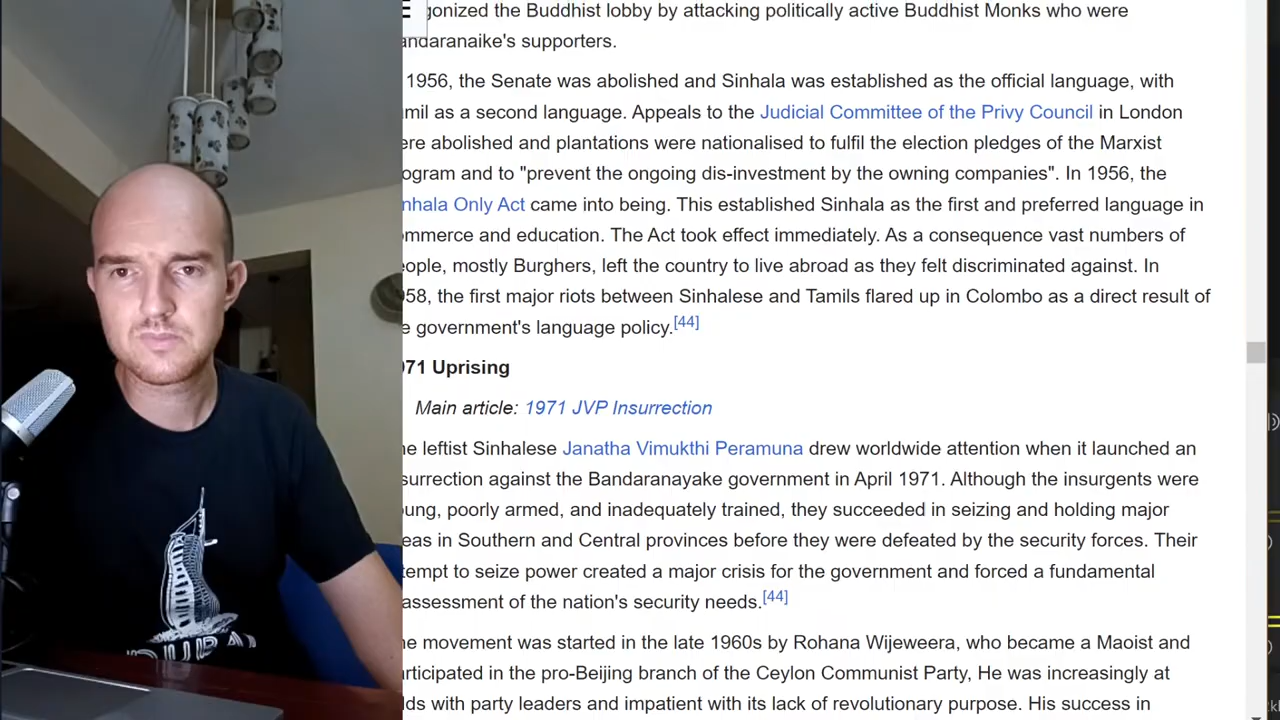 gonized the Buddhist lobby by attacking politically active Buddhist Monks who were
andaranaike's supporters.
1956, the Senate was abolished and Sinhala was established as the official language, with
mil as a second language. Appeals to the Judicial Committee of the Privy Council in London
ere abolished and plantations were nationalised to fulfil the election pledges of the Marxist
ogram and to "prevent the ongoing dis-investment by the owning companies". In 1956, the
nhala Only Act came into being. This established Sinhala as the first and preferred language in
mmerce and education. The Act took effect immediately. As a consequence vast numbers of
eople, mostly Burghers, left the country to live abroad as they felt discriminated against. In
958, the first major riots between Sinhalese and Tamils flared up in Colombo as a direct result of
e government's language policy.[44]
971 Uprising
Main article: 1971 JVP Insurrection
he leftist Sinhalese Janatha Vimukthi Peramuna drew worldwide attention when it launched an
surrection against the Bandaranayake government in April 1971. Although the insurgents were
ung, poorly armed, and inadequately trained, they succeeded in seizing and holding major
eas in Southern and Central provinces before they were defeated by the security forces. Their
tempt to seize power created a major crisis for the government and forced a fundamental
assessment of the nation's security needs.[44]
he movement was started in the late 1960s by Rohana Wijeweera, who became a Maoist and
articipated in the pro-Beijing branch of the Ceylon Communist Party, He was increasingly at
lds with party leaders and impatient with its lack of revolutionary purpose. His success in
DUBAI